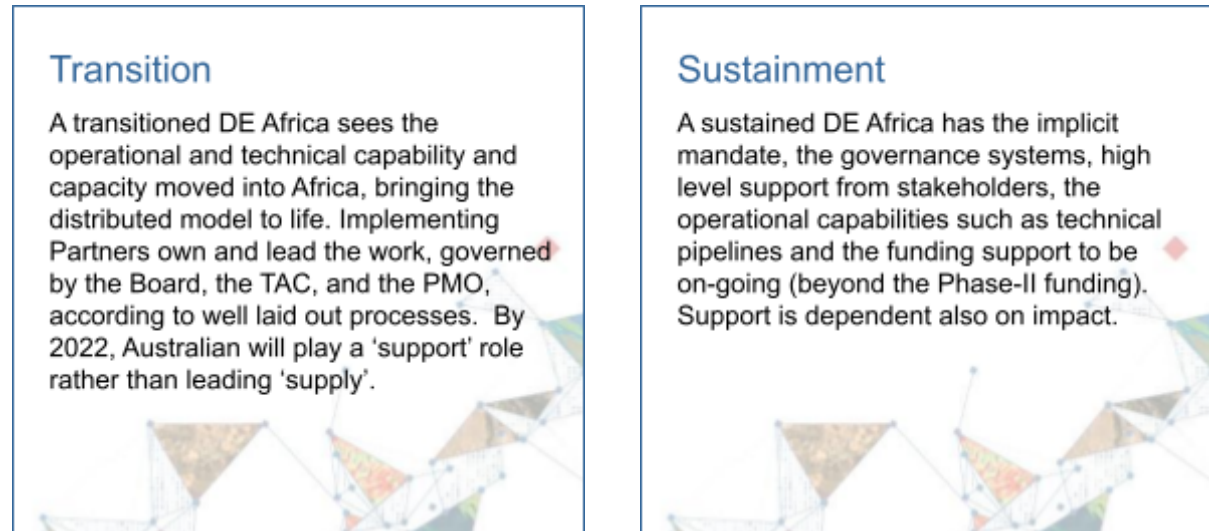 Transition
A transitioned DE Africa sees the
operational and technical capability and
capacity moved into Africa, bringing the
distributed model to life. Implementing
Partners own and lead the work, governed
by the Board, the TAC, and the PMO,
according to well laid out processes.  By
2022, Australian will play a ‘support’ role
rather than leading ‘supply’.
Sustainment
A sustained DE Africa has the implicit
mandate, the governance systems, high
level support from stakeholders, the
operational capabilities such as technical
pipelines and the funding support to be
on-going (beyond the Phase-II funding).
Support is dependent also on impact.